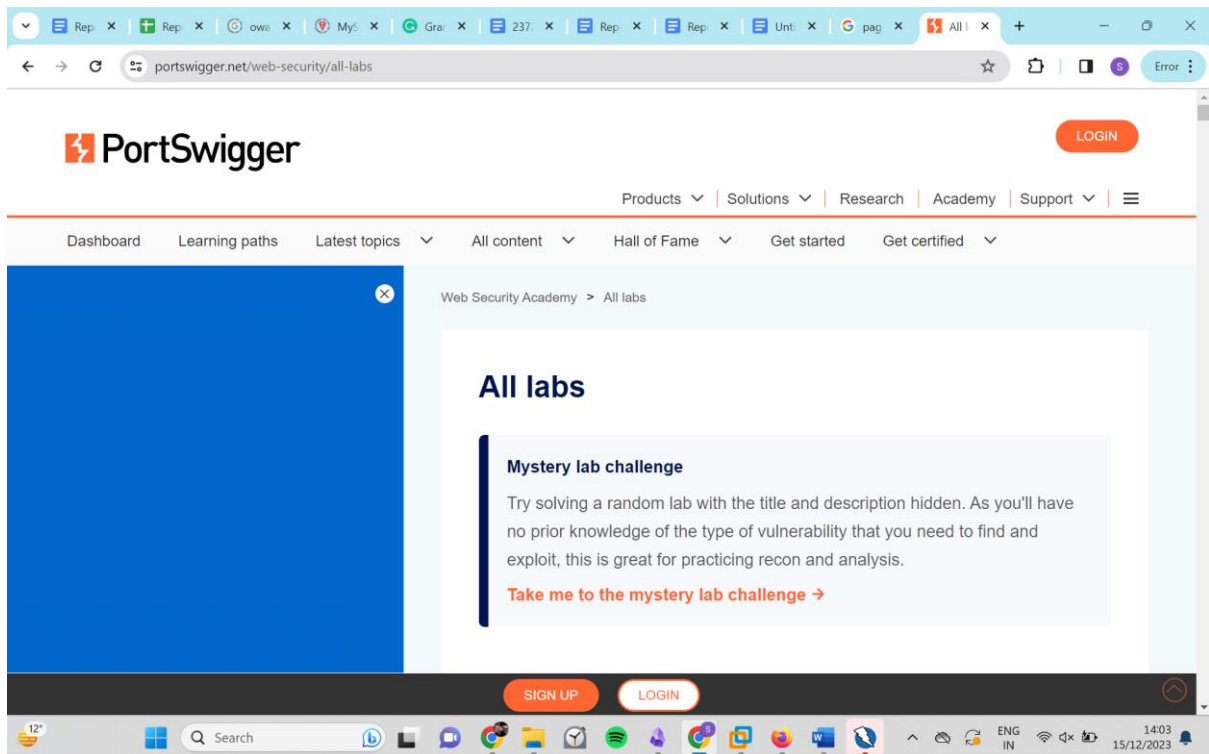 Rep
Rep
owa
MyS
Gra
237.
Rep
Rep
Unti
pag
All l
portswigger.net/web-security/all-labs
S
Error
PortSwigger
LOGIN
Products
Solutions
Research
Academy
Support
Dashboard
Learning paths
Latest topics
All content
Hall of Fame
Get started
Get certified
Web Security Academy > All labs
All labs
Mystery lab challenge
Try solving a random lab with the title and description hidden. As you'll have
no prior knowledge of the type of vulnerability that you need to find and
exploit, this is great for practicing recon and analysis.
Take me to the mystery lab challenge →
SIGN UP
LOGIN
12°
Search
ENG
IN
14:03
15/12/2023